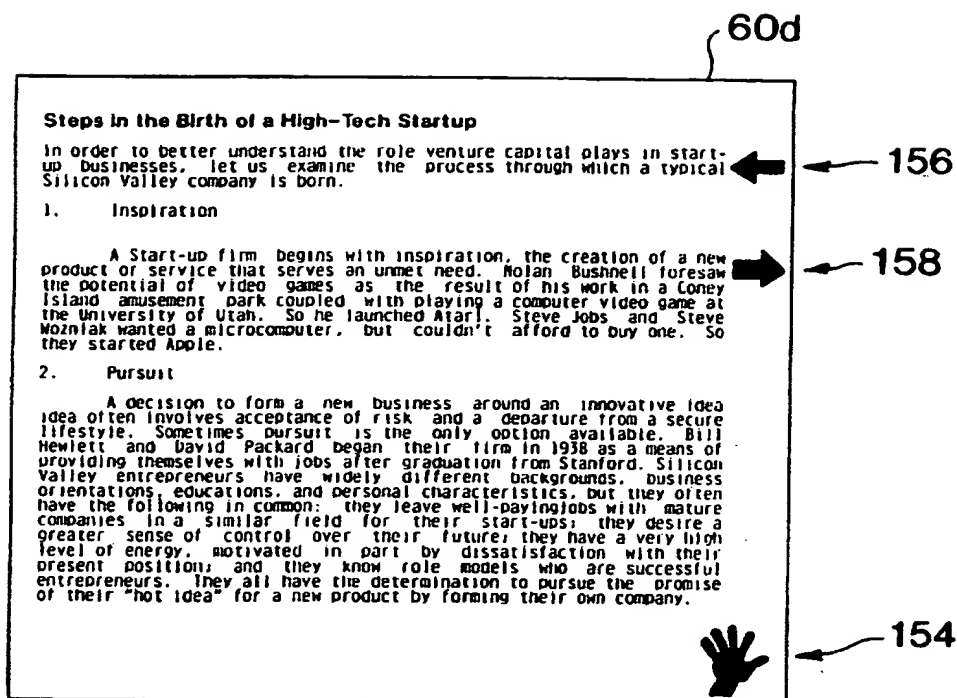 60d
Steps in the Birth of a High-Tech Startup
In order to better understand the role venture capital plays in start-
up businesses, let us examine the process through which a typical
Silicon Valley company is born.
156
1. Inspiration
A Start-up firm begins with inspiration, the creation of a new
product or service that serves an unmet need. Nolan Bushnell foresaw
the potential of video games as the result of his work in a Coney
Island amusement park coupled with playing a computer video game at
the University of Utah. So he launched Atari. Steve Jobs and Steve
Wozniak wanted a microcomputer, but couldn't afford to buy one. So
they started Apple.
158
2. Pursuit
A decision to form a new business around an innovative idea
idea often involves acceptance of risk and a departure from a secure
lifestyle. Sometimes pursuit is the only option available. Bill
Hewlett and David Packard began their firm in 1938 as a means of
providing themselves with jobs after graduation from Stanford. Silicon
Valley entrepreneurs have widely different backgrounds, business
orientations, educations, and personal characteristics, but they often
have the following in common: they leave well-payingjobs with mature
companies in a similar field for their start-ups; they desire a
greater sense of control over their future; they have a very high
level of energy, motivated in part by dissatisfaction with their
present position; and they know role models who are successful
entrepreneurs. They all have the determination to pursue the promise
of their "hot idea" for a new product by forming their own company.
154